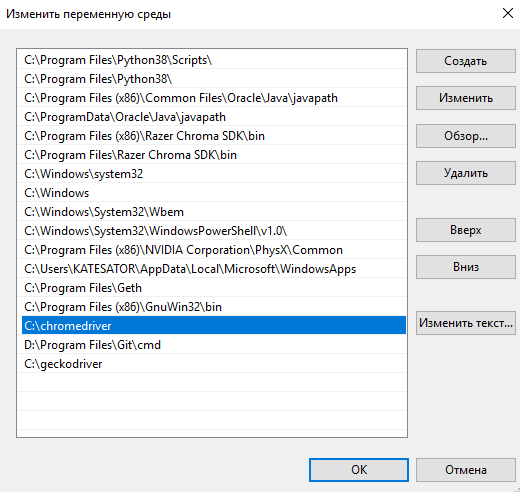 Изменить переменную среды
C:\Program Files\Python38\Scripts\
C:\Program Files\Python38\
C:\Program Files (x86)\Common Files\Oracle\Java\javapath
C:\ProgramData\Oracle\Java\javapath
C:\Program Files (x86)\Razer Chroma SDK\bin
C:\Program Files\Razer Chroma SDK\bin
C:\Windows\system32
C:\Windows
C:\Windows\System32\Wbem
C:\Windows\System32\WindowsPowerShell\v1.0\
C:\Program Files (x86)\NVIDIA Corporation\PhysX\Common
C:\Users\KATESATOR\AppData\Local\Microsoft\WindowsApps
C:\Program Files\Geth
C:\Program Files (x86)\GnuWin32\bin
C:\chromedriver
D:\Program Files\Git\cmd
C:\geckodriver
Создать
Изменить
Обзор...
Удалить
Вверх
Вниз
Изменить текст...
ОК
Отмена